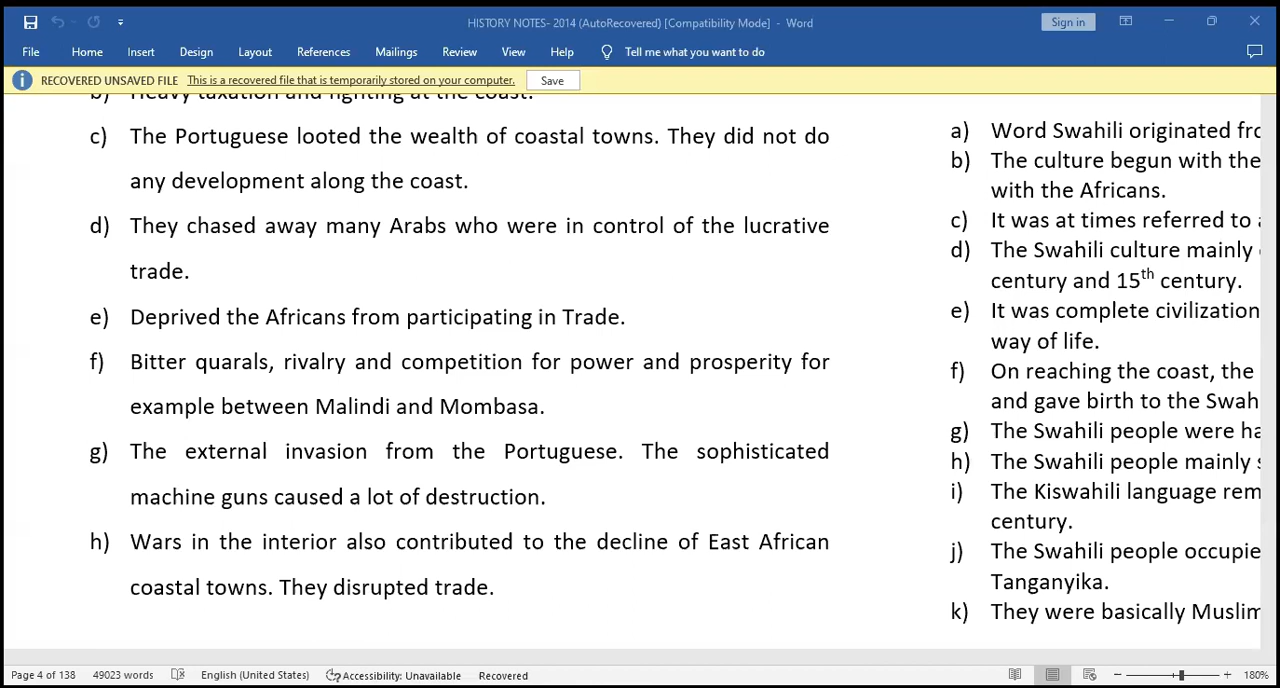 HISTORY NOTES- 2014 (AutoRecovered) [Compatibility Mode] - Word
Sign in
File Home Insert Design Layout References Mailings Review View Help Tell me what you want to do
RECOVERED UNSAVED FILE This is a recovered file that is temporarily stored on your computer. Save
b) Heavy taxation and fighting at the coast.
c) The Portuguese looted the wealth of coastal towns. They did not do
any development along the coast.
d) They chased away many Arabs who were in control of the lucrative
trade.
e) Deprived the Africans from participating in Trade.
f) Bitter quarals, rivalry and competition for power and prosperity for
example between Malindi and Mombasa.
g) The external invasion from the Portuguese. The sophisticated
machine guns caused a lot of destruction.
h) Wars in the interior also contributed to the decline of East African
coastal towns. They disrupted trade.
a) Word Swahili originated fro
b) The culture begun with the
with the Africans.
c) It was at times referred to
d) The Swahili culture mainly
century and 15th century.
e) It was complete civilization
way of life.
f) On reaching the coast, the
and gave birth to the Swah
g) The Swahili people were ha
h) The Swahili people mainly s
i) The Kiswahili language rem
century.
j) The Swahili people occupie
Tanganyika.
k) They were basically Muslim
Page 4 of 138 49023 words English (United States) Accessibility: Unavailable Recovered 180%